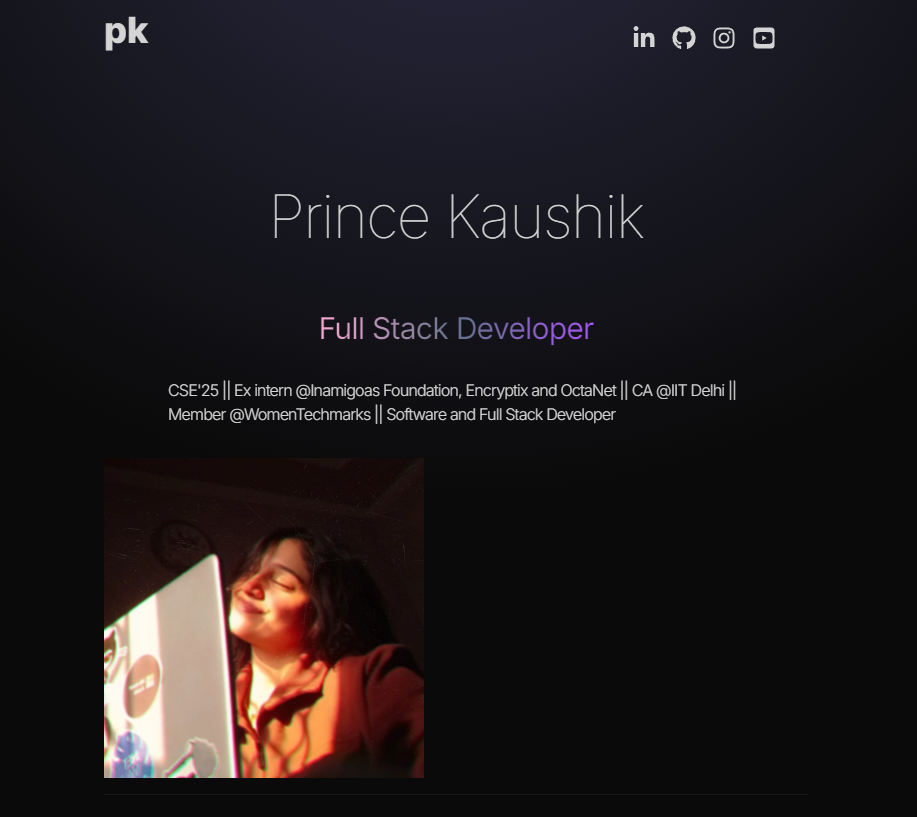 pk
Prince Kaushik
Full Stack Developer
CSE'25 || Ex intern @Inamigoas Foundation, Encryptix and OctaNet || CA @IIT Delhi ||
Member @WomenTechmarks || Software and Full Stack Developer